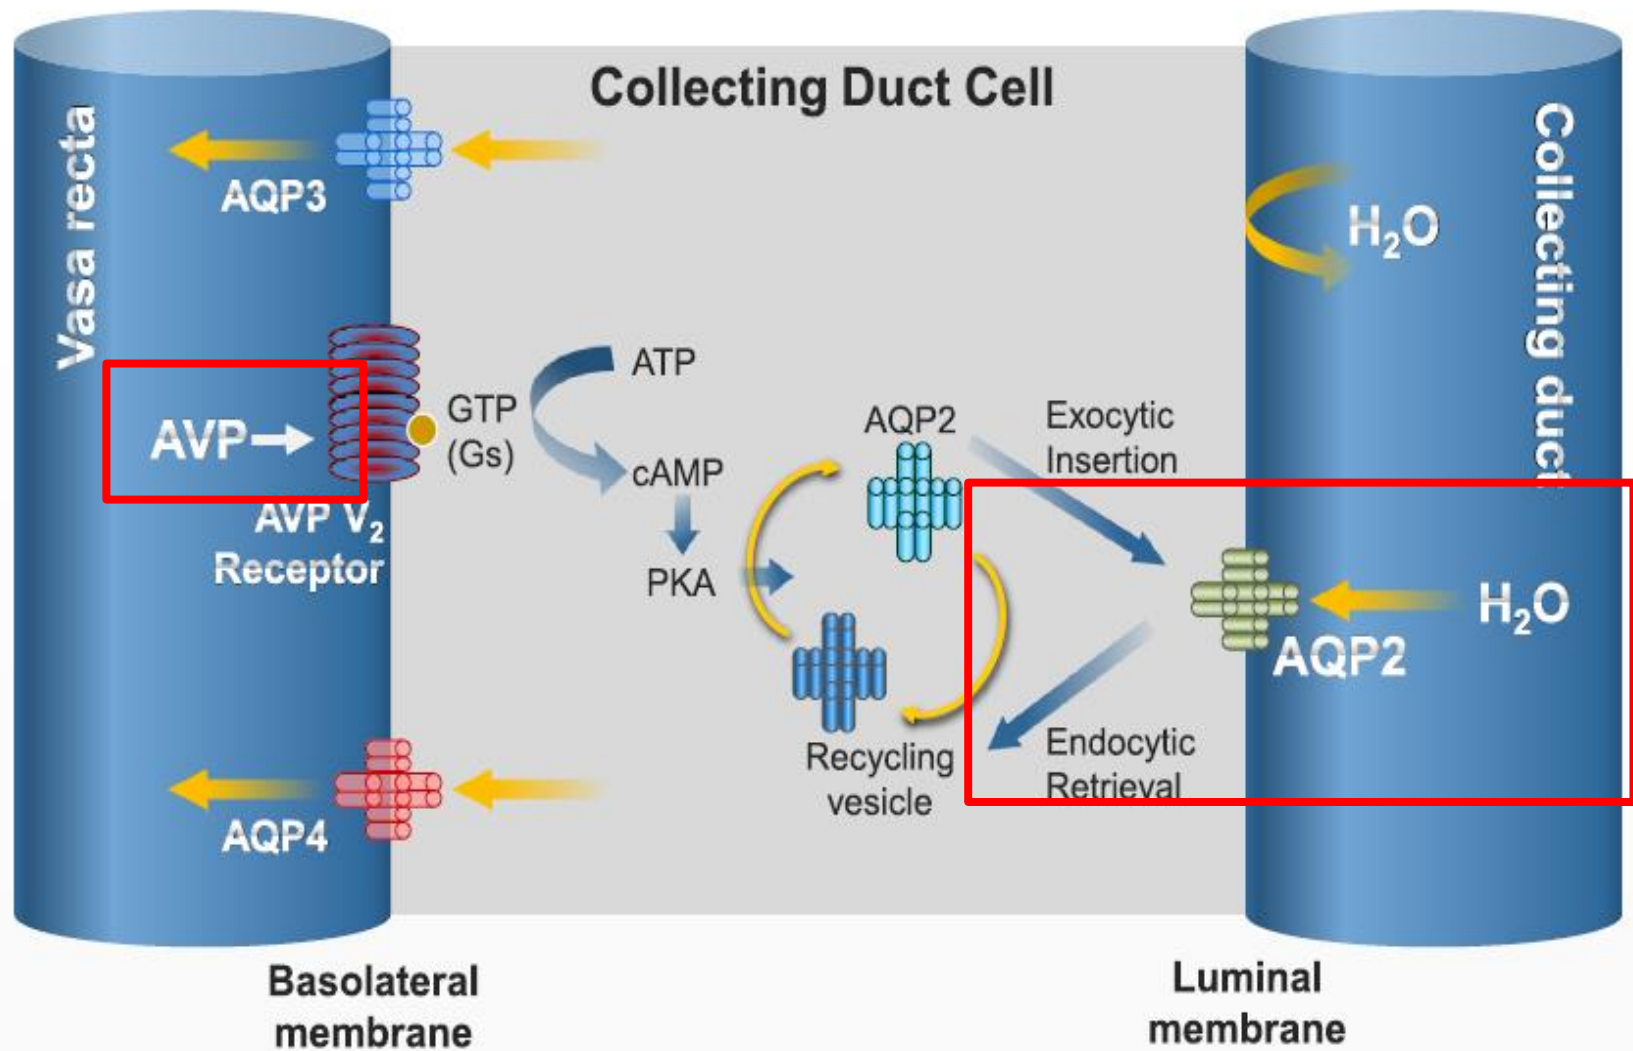 Collecting Duct Cell
Vasa recta
AQP3
AVP
AVP V₂
Receptor
GTP
(Gs)
ATP
cAMP
PKA
AQP2
Recycling
vesicle
Exocytic
Insertion
Endocytic
Retrieval
Collecting duct
H₂O
H₂O
AQP2
AQP4
Basolateral
membrane
Luminal
membrane